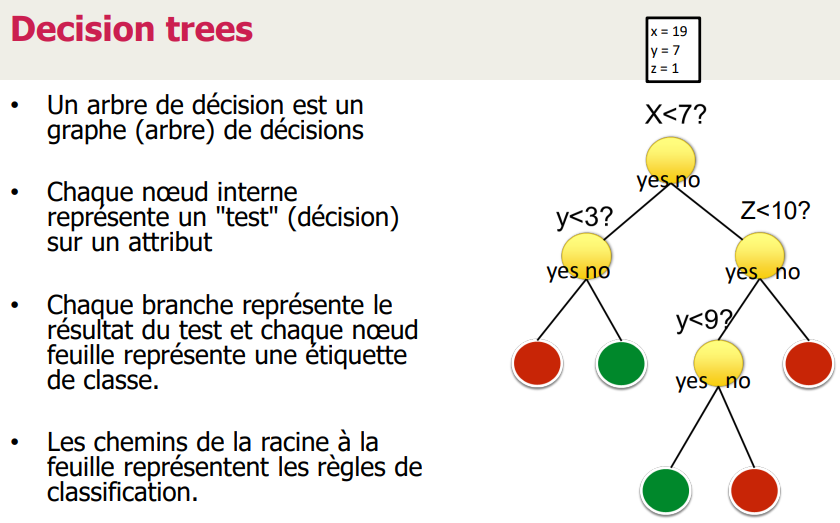 Decision trees
x = 19
y = 7
z = 1
• Un arbre de décision est un
graphe (arbre) de décisions
• Chaque nœud interne
représente un "test" (décision)
sur un attribut
• Chaque branche représente le
résultat du test et chaque nœud
feuille représente une étiquette
de classe.
• Les chemins de la racine à la
feuille représentent les règles de
classification.
X<7?
yes no
y<3?
yes no
Z<10?
yes no
y<9?
yes no